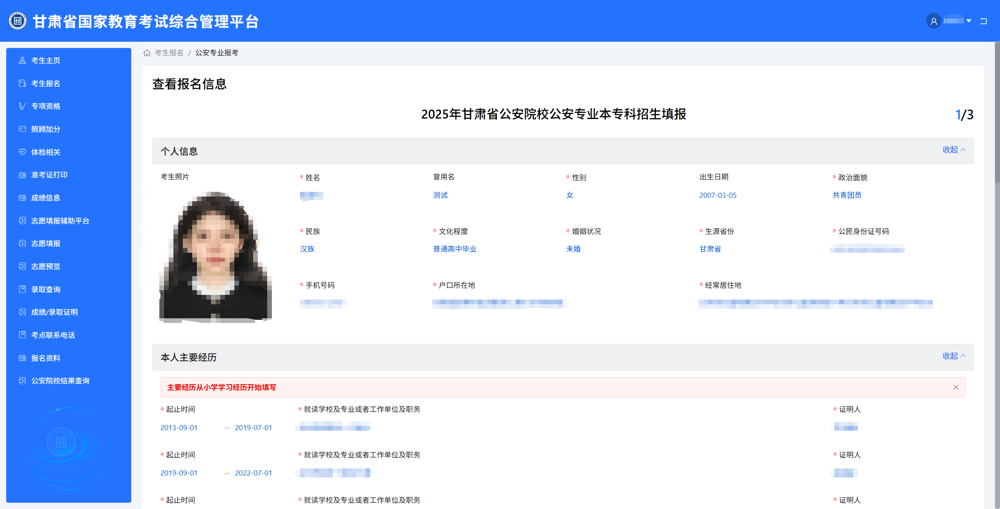 甘肃省国家教育考试综合管理平台
考生主页
考生报名
专项资格
照顾加分
体检相关
准考证打印
成绩信息
志愿填报辅助平台
志愿填报
志愿预览
录取查询
成绩/录取证明
考点联系电话
报名资料
公安院校结果查询
考生报名 / 公安专业报考
查看报名信息
2025年甘肃省公安院校公安专业本专科招生填报 1/3
个人信息 收起
考生照片 * 姓名 曾用名 * 性别 出生日期 * 政治面貌
测试 女 2007-03-05 共青团员
* 民族 * 文化程度 * 婚姻状况 * 生源省份 * 公民身份证号码
汉族 普通高中毕业 未婚 甘肃省
* 手机号码 * 户口所在地 * 经常居住地
本人主要经历 收起
主要经历从小学学习经历开始填写
* 起止时间 * 就读学校及专业或者工作单位及职务 * 证明人
2013-09-01 → 2019-07-01
* 起止时间 * 就读学校及专业或者工作单位及职务 * 证明人
2019-09-01 → 2022-07-01
* 起止时间 * 就读学校及专业或者工作单位及职务 * 证明人